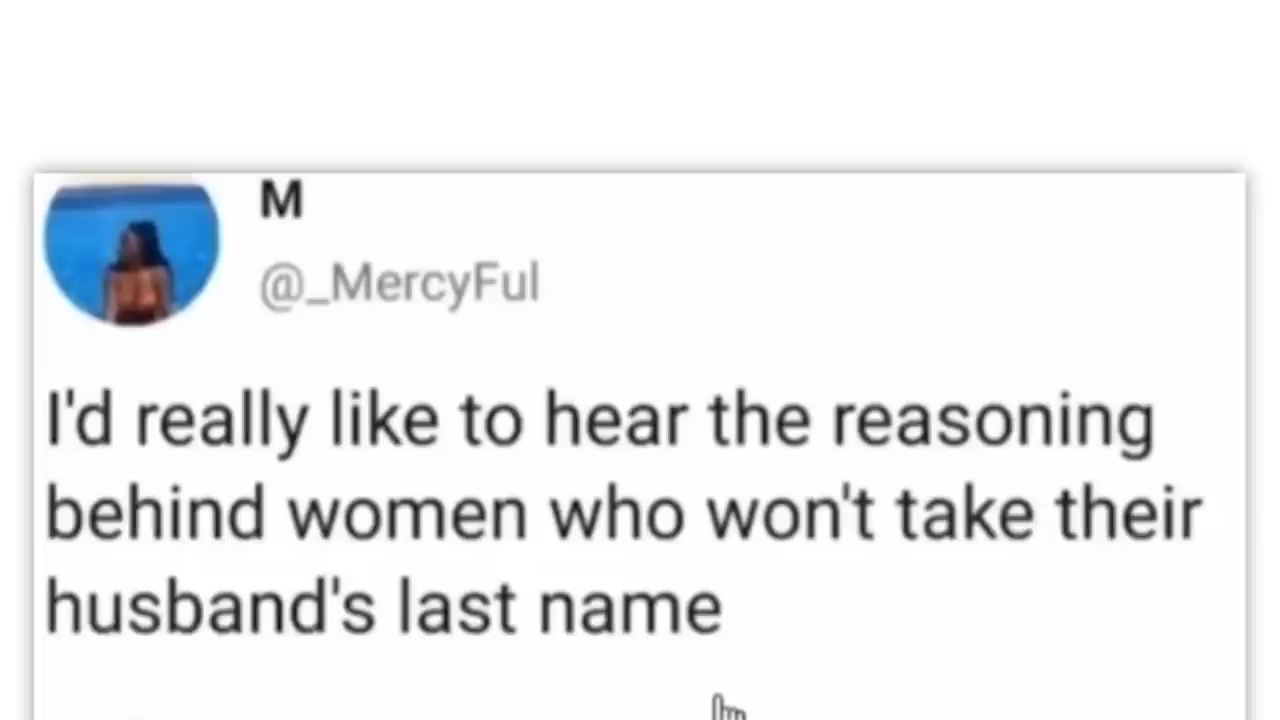 M
@_MercyFul
I'd really like to hear the reasoning
behind women who won't take their
husband's last name